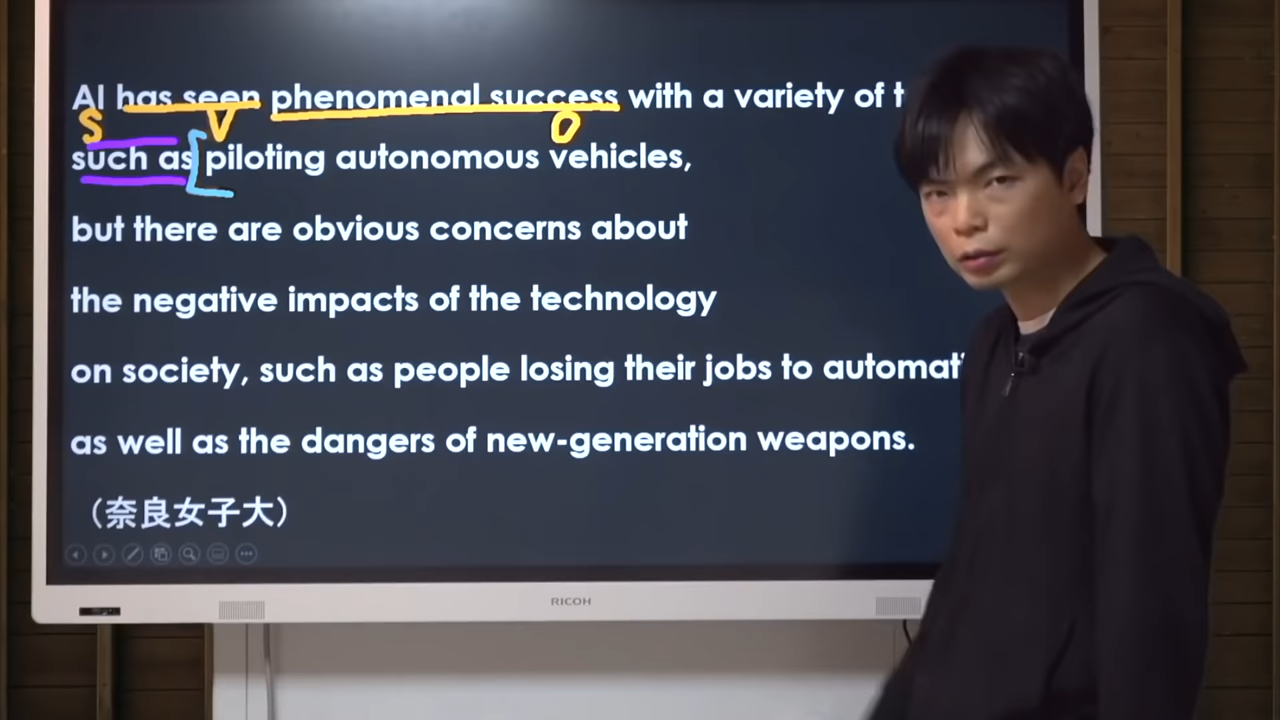 AI has seen phenomenal success with a variety of
S V O
such as [ piloting autonomous vehicles,
but there are obvious concerns about
the negative impacts of the technology
on society, such as people losing their jobs to
as well as the dangers of new-generation weapons.
（奈良女子大）
RICOH